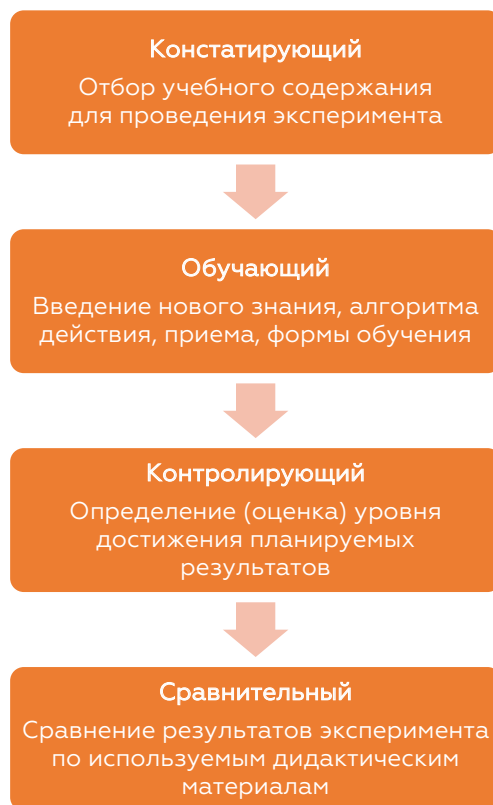 Констатирующий
Отбор учебного содержания
для проведения эксперимента
Обучающий
Введение нового знания, алгоритма
действия, приема, формы обучения
Контролирующий
Определение (оценка) уровня
достижения планируемых
результатов
Сравнительный
Сравнение результатов эксперимента
по используемым дидактическим
материалам